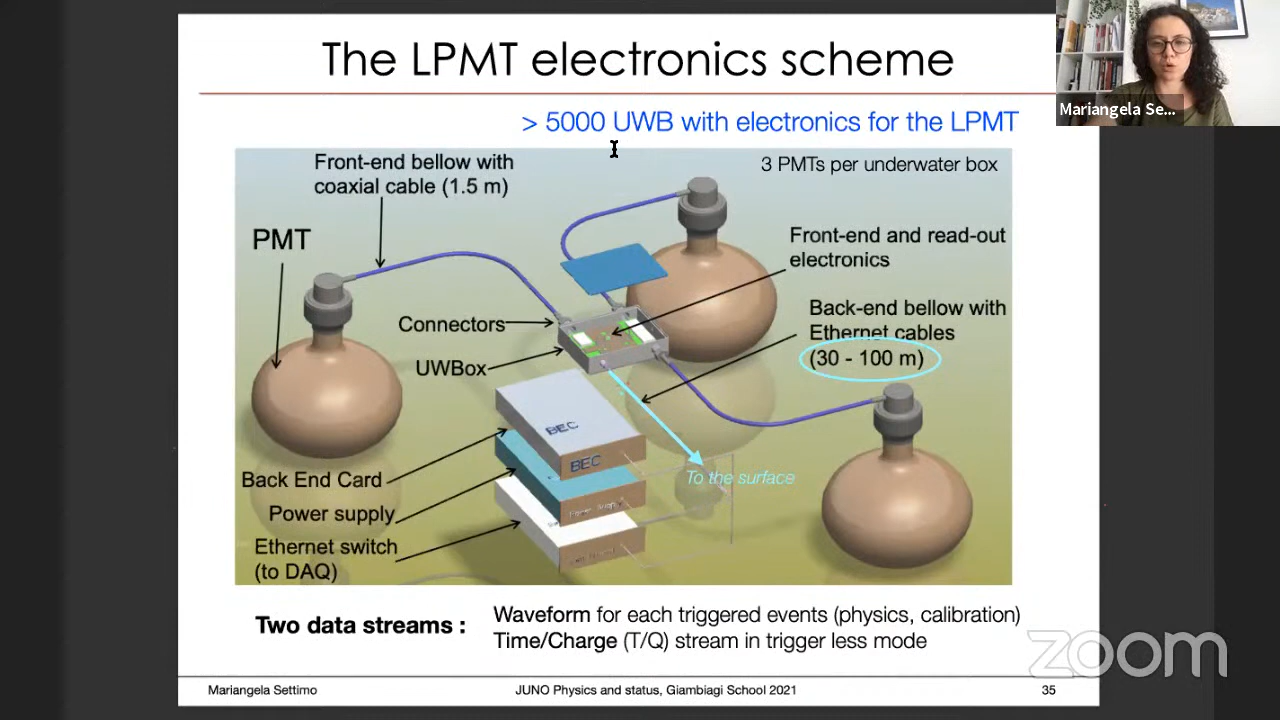 The LPMT electronics scheme
Mariangela Se...
> 5000 UWB with electronics for the LPMT
Front-end bellow with
coaxial cable (1.5 m)
3 PMTs per underwater box
PMT
Front-end and read-out
electronics
Back-end bellow with
Ethernet cables
(30 - 100 m)
Connectors
UWBox
BEC
BEC
Back End Card
To the surface
Power supply
Power Supply
Ethernet switch
(to DAQ)
Two data streams :
Waveform for each triggered events (physics, calibration)
Time/Charge (T/Q) stream in trigger less mode
zoom
Mariangela Settimo
JUNO Physics and status, Giambiagi School 2021
35